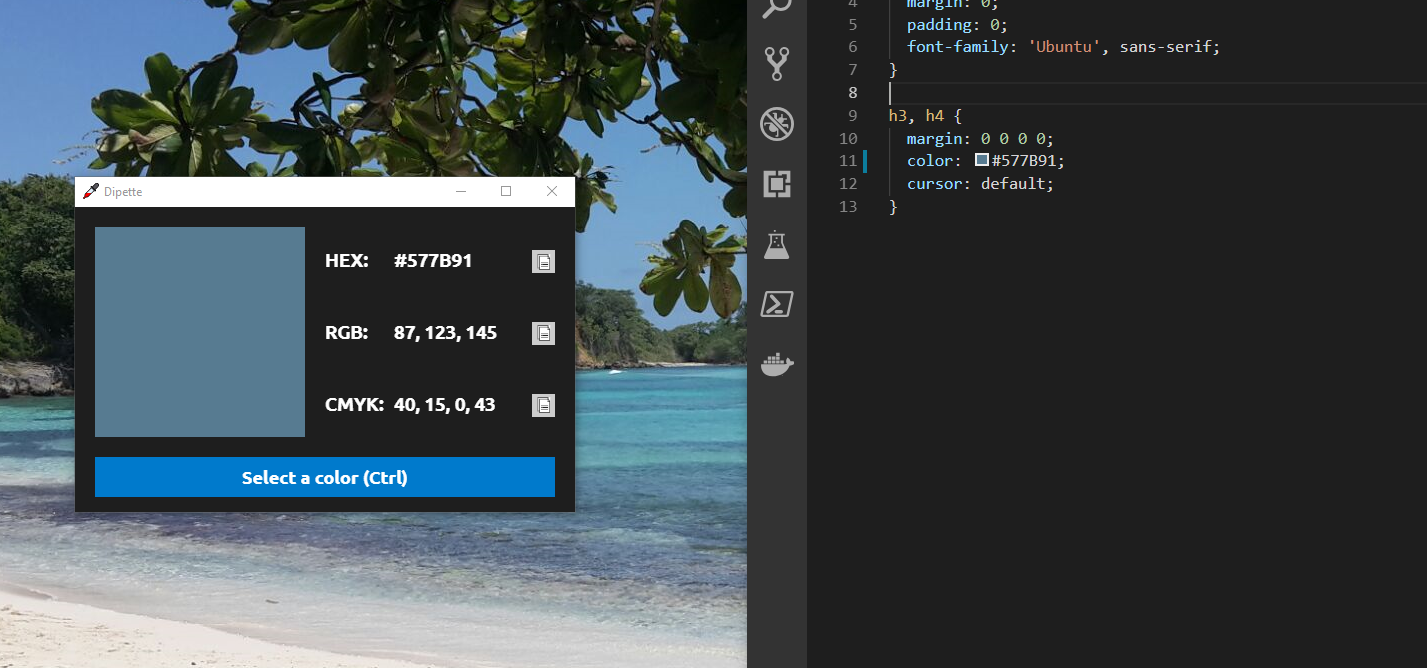 Dipette
HEX: #577B91
RGB: 87, 123, 145
CMYK: 40, 15, 0, 43
Select a color (Ctrl)
4 margin: 0;
5 padding: 0;
6 font-family: 'Ubuntu', sans-serif;
7 }
8
9 h3, h4 {
10 margin: 0 0 0 0;
11 color: #577B91;
12 cursor: default;
13 }